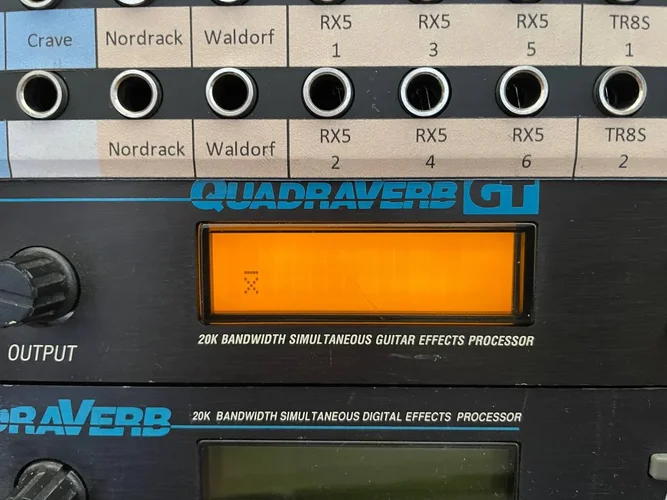 Crave Nordrack Waldorf RX5 1 RX5 3 RX5 5 TR8S 1
Nordrack Waldorf RX5 2 RX5 4 RX5 6 TR8S 2
QUADRAVERB GT
x̄
20K BANDWIDTH SIMULTANEOUS GUITAR EFFECTS PROCESSOR
OUTPUT
DRAVERB
20K BANDWIDTH SIMULTANEOUS DIGITAL EFFECTS PROCESSOR